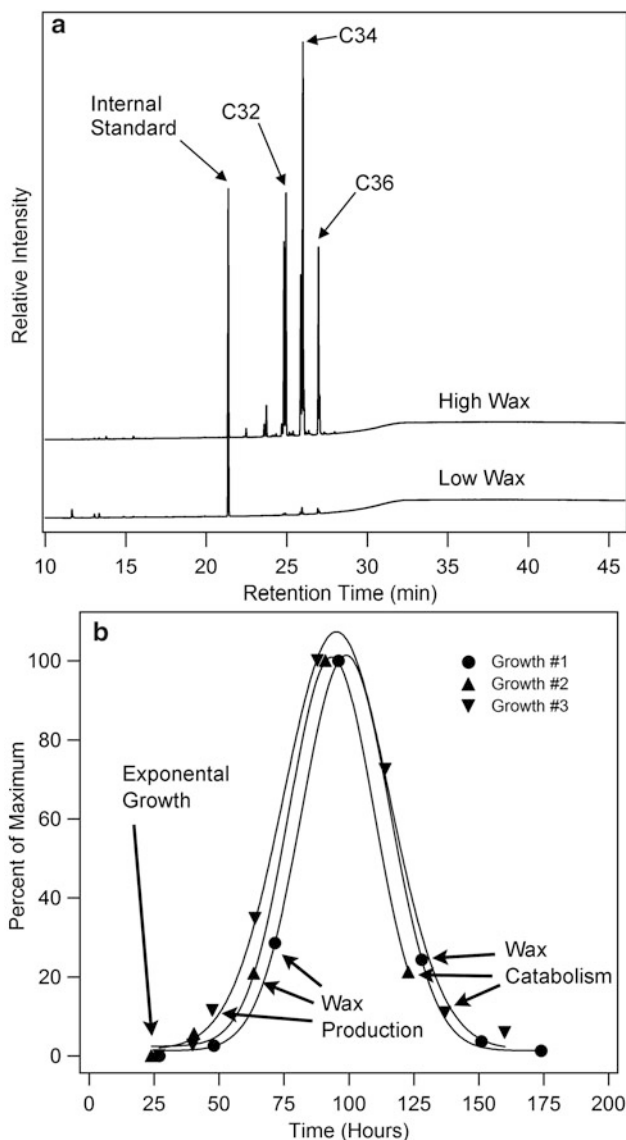 a
C34
Internal
Standard
C32
C36
Relative Intensity
High Wax
Low Wax
10 15 20 25 30 35 40 45
Retention Time (min)
b
Growth #1
Growth #2
Growth #3
100
80
60
40
20
0
Percent of Maximum
Exponental
Growth
Wax
Production
Wax
Catabolism
0 25 50 75 100 125 150 175 200
Time (Hours)